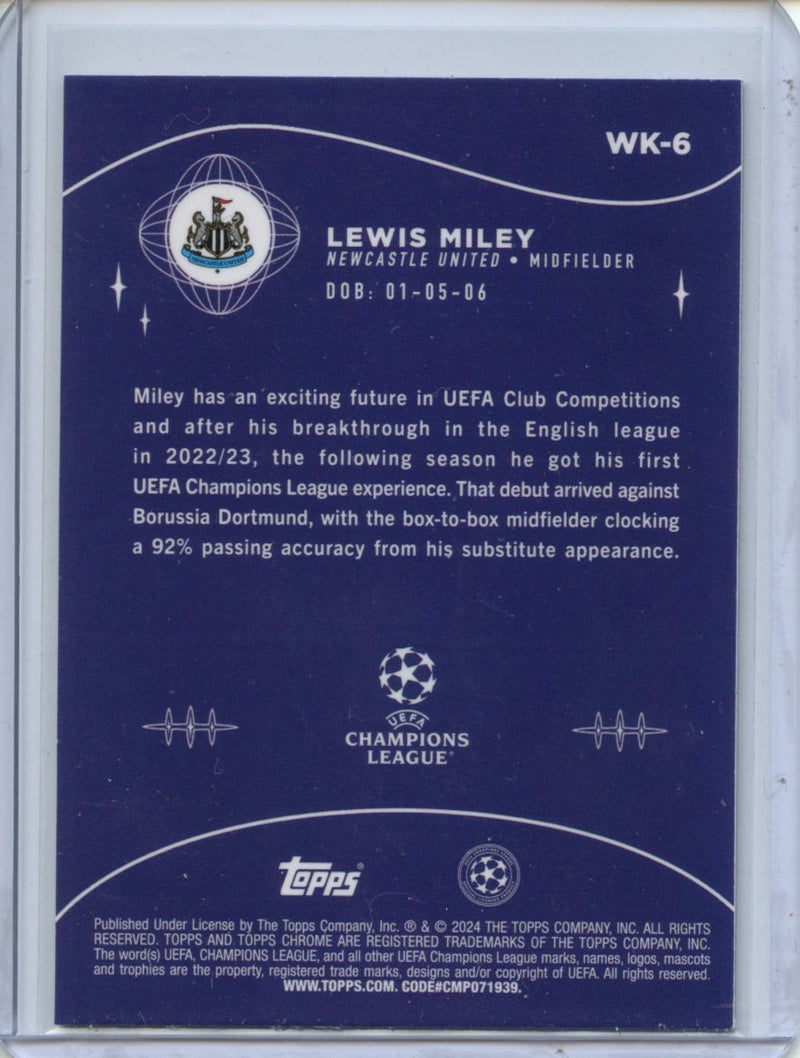 WK-6
NEWCASTLE UNITED
LEWIS MILEY
NEWCASTLE UNITED • MIDFIELDER
DOB: 01-05-06
Miley has an exciting future in UEFA Club Competitions
and after his breakthrough in the English league
in 2022/23, the following season he got his first
UEFA Champions League experience. That debut arrived against
Borussia Dortmund, with the box-to-box midfielder clocking
a 92% passing accuracy from his substitute appearance.
UEFA
CHAMPIONS
LEAGUE®
Topps®
Published Under License by The Topps Company, Inc. ® & © 2024 THE TOPPS COMPANY, INC. ALL RIGHTS
RESERVED. TOPPS AND TOPPS CHROME ARE REGISTERED TRADEMARKS OF THE TOPPS COMPANY, INC.
The word(s) UEFA, CHAMPIONS LEAGUE, and all other UEFA Champions League marks, names, logos, mascots
and trophies are the property, registered trade marks, designs and/or copyright of UEFA. All rights reserved.
WWW.TOPPS.COM. CODE#CMP071939.